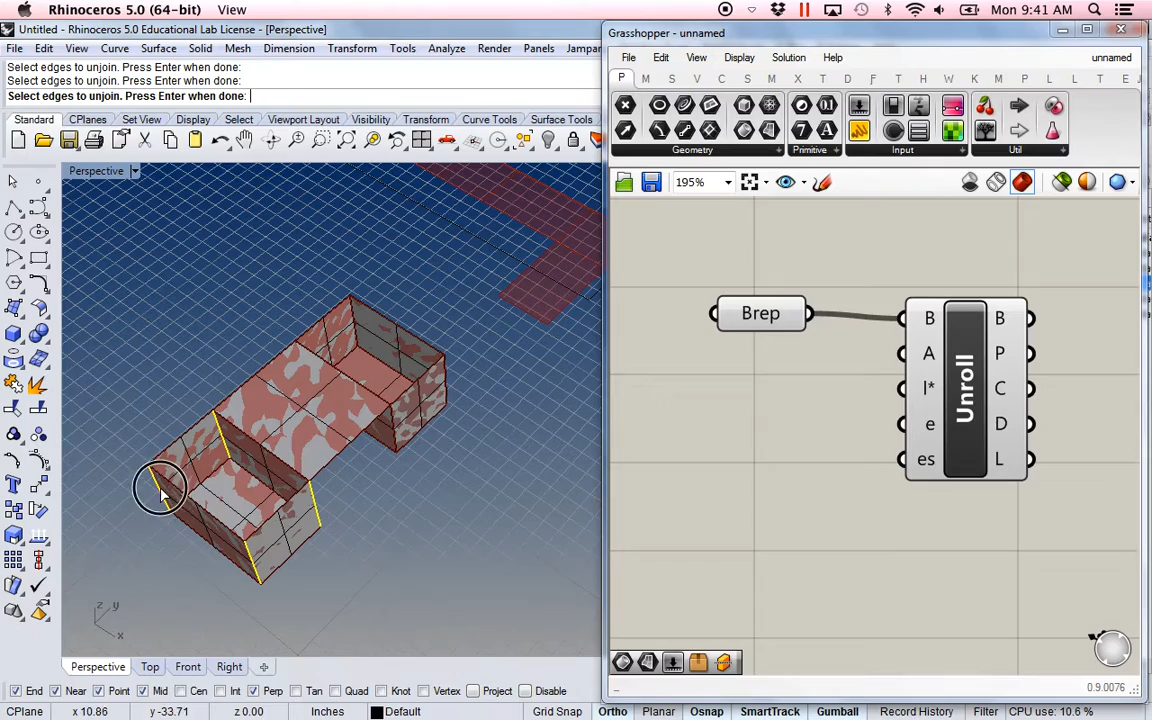 Rhinoceros 5.0 (64-bit) View
Mon 9:41 AM
Untitled - Rhinoceros 5.0 Educational Lab License - [Perspective]
File Edit View Curve Surface Solid Mesh Dimension Transform Tools Analyze Render Panels
Select edges to unjoin. Press Enter when done:
Select edges to unjoin. Press Enter when done:
Select edges to unjoin. Press Enter when done:
Standard CPlanes Set View Display Select Viewport Layout Visibility Transform Curve Tools Surface Tools
Perspective
z y
x
Perspective Top Front Right
End Near Point Mid Cen Int Perp Tan Quad Knot Vertex Project Disable
CPlane x 10.86 y -33.71 z 0.00 Inches Default Grid Snap Ortho Planar Osnap SmartTrack Gumball Record History Filter CPU use: 10.6 %
Grasshopper - unnamed
File Edit View Display Solution Help unnamed
P M S V C S M X T D F R U W L E
Geometry Primitive Input Util
195%
Brep
Unroll
B
A
I*
e
es
B
P
C
D
L
0.9.0076